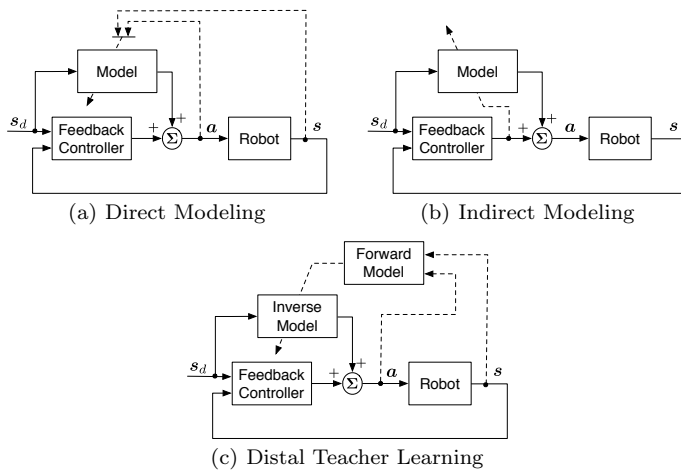 Model
s_d
Feedback
Controller
+
+
Σ
a
Robot
s
(a) Direct Modeling
Model
s_d
Feedback
Controller
+
+
Σ
a
Robot
s
(b) Indirect Modeling
Forward
Model
Inverse
Model
s_d
Feedback
Controller
+
+
Σ
a
Robot
s
(c) Distal Teacher Learning